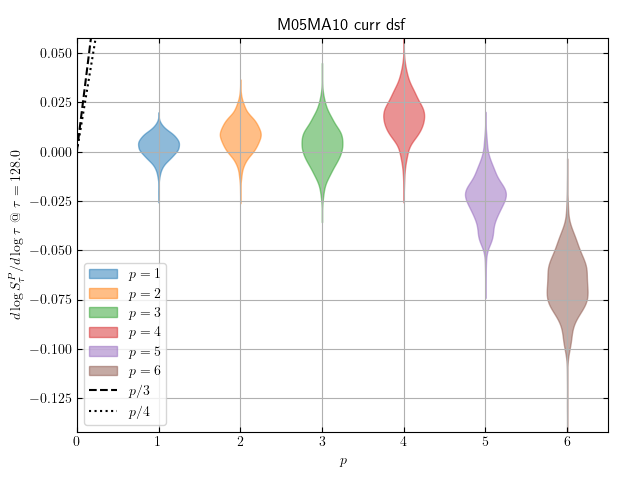 M05MA10 curr dsf
d log S_τ^P / d log τ @ τ = 128.0
0.050
0.025
0.000
−0.025
−0.050
−0.075
−0.100
−0.125
p = 1
p = 2
p = 3
p = 4
p = 5
p = 6
p/3
p/4
0 1 2 3 4 5 6
p